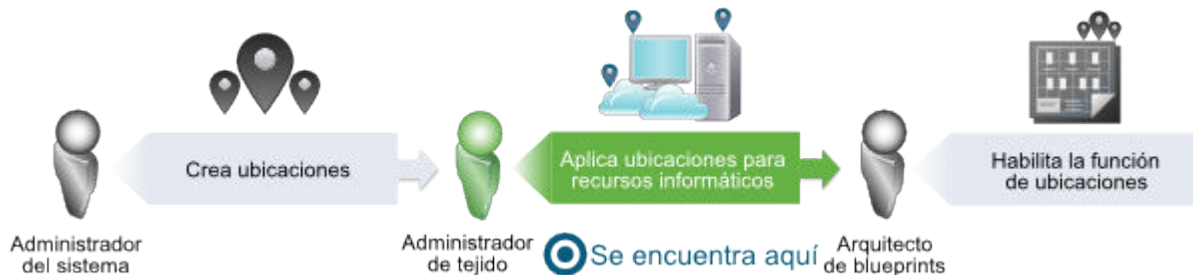 Crea ubicaciones
Aplica ubicaciones para
recursos informáticos
Habilita la función
de ubicaciones
Administrador
del sistema
Administrador
de tejido
Se encuentra aquí
Arquitecto
de blueprints